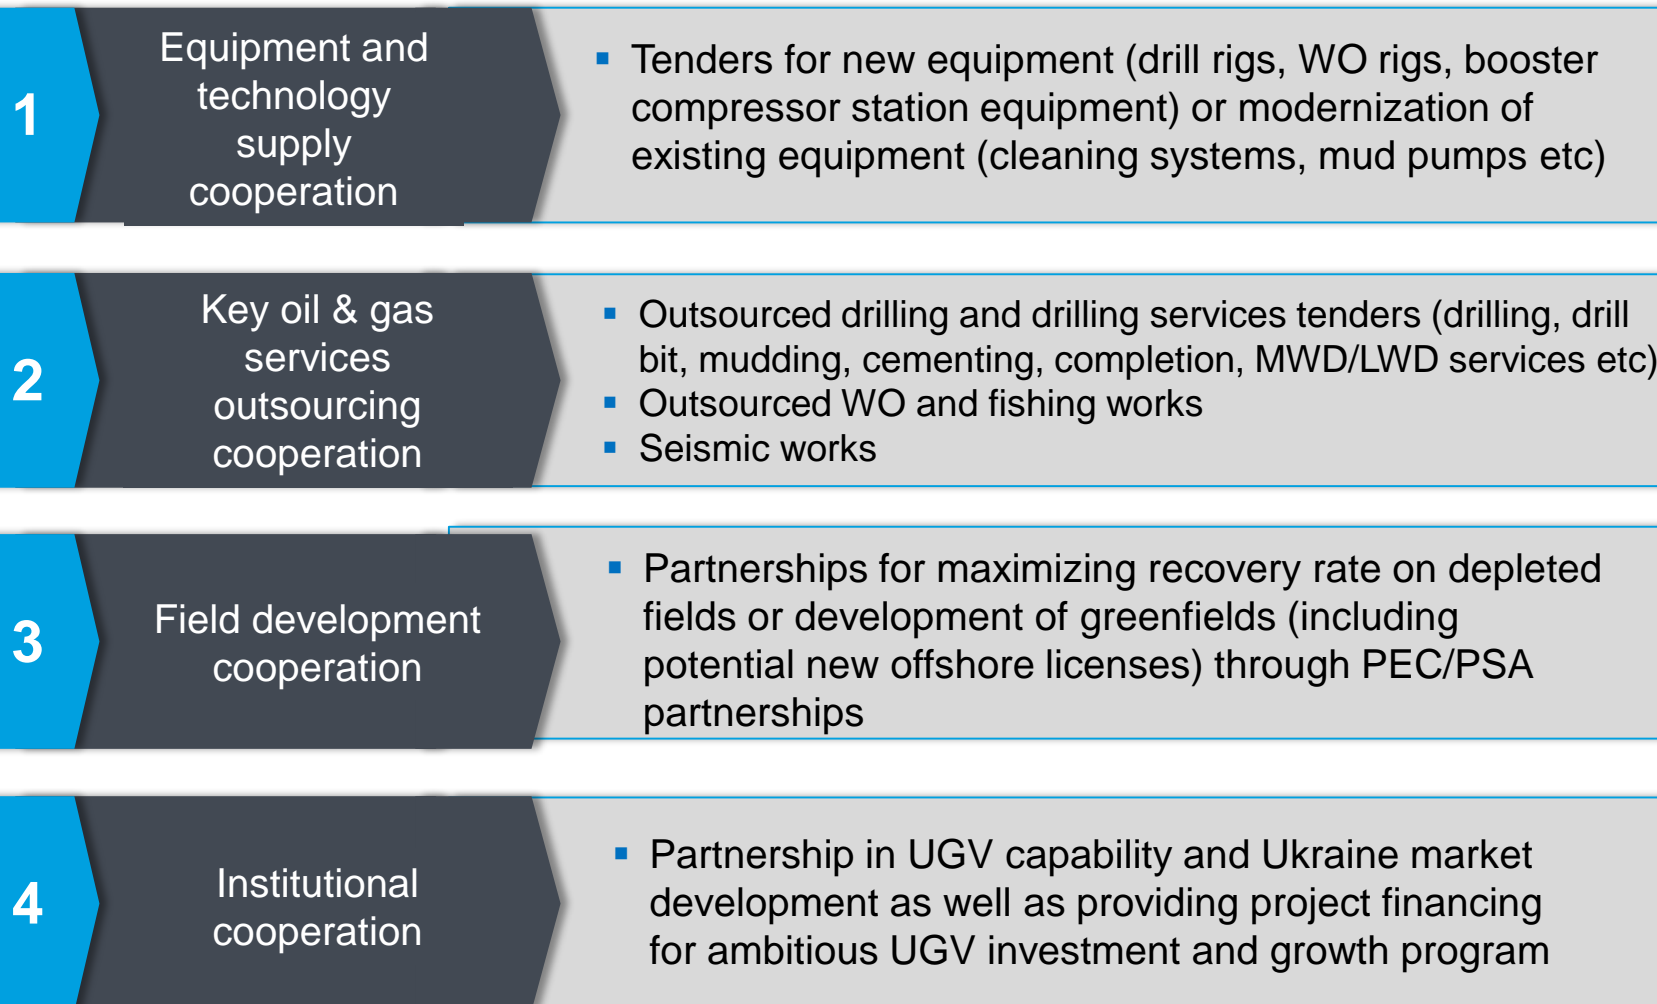 1
Equipment and
technology
supply
cooperation
▪ Tenders for new equipment (drill rigs, WO rigs, booster
compressor station equipment) or modernization of
existing equipment (cleaning systems, mud pumps etc)
2
Key oil & gas
services
outsourcing
cooperation
▪ Outsourced drilling and drilling services tenders (drilling, drill
bit, mudding, cementing, completion, MWD/LWD services etc)
▪ Outsourced WO and fishing works
▪ Seismic works
3
Field development
cooperation
▪ Partnerships for maximizing recovery rate on depleted
fields or development of greenfields (including
potential new offshore licenses) through PEC/PSA
partnerships
4
Institutional
cooperation
▪ Partnership in UGV capability and Ukraine market
development as well as providing project financing
for ambitious UGV investment and growth program